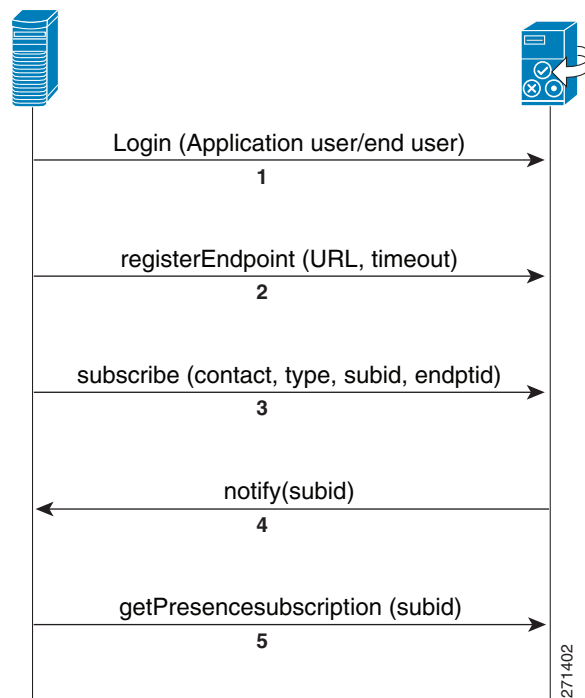 Login (Application user/end user)
1
registerEndpoint (URL, timeout)
2
subscribe (contact, type, subid, endptid)
3
notify(subid)
4
getPresencesubscription (subid)
5
271402